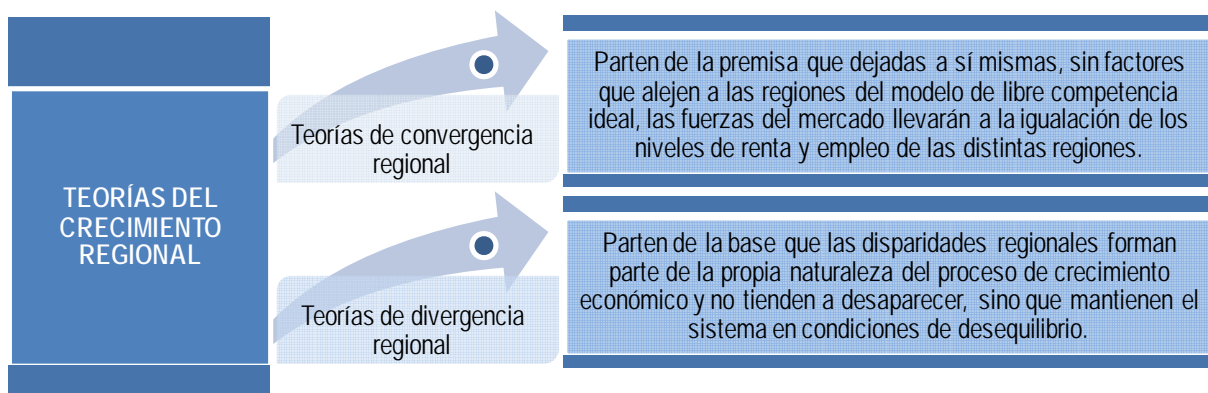 TEORÍAS DEL
CRECIMIENTO
REGIONAL
Teorías de convergencia
regional
Parten de la premisa que dejadas a sí mismas, sin factores
que alejen a las regiones del modelo de libre competencia
ideal, las fuerzas del mercado llevarán a la igualación de los
niveles de renta y empleo de las distintas regiones.
Teorías de divergencia
regional
Parten de la base que las disparidades regionales forman
parte de la propia naturaleza del proceso de crecimiento
económico y no tienden a desaparecer, sino que mantienen el
sistema en condiciones de desequilibrio.